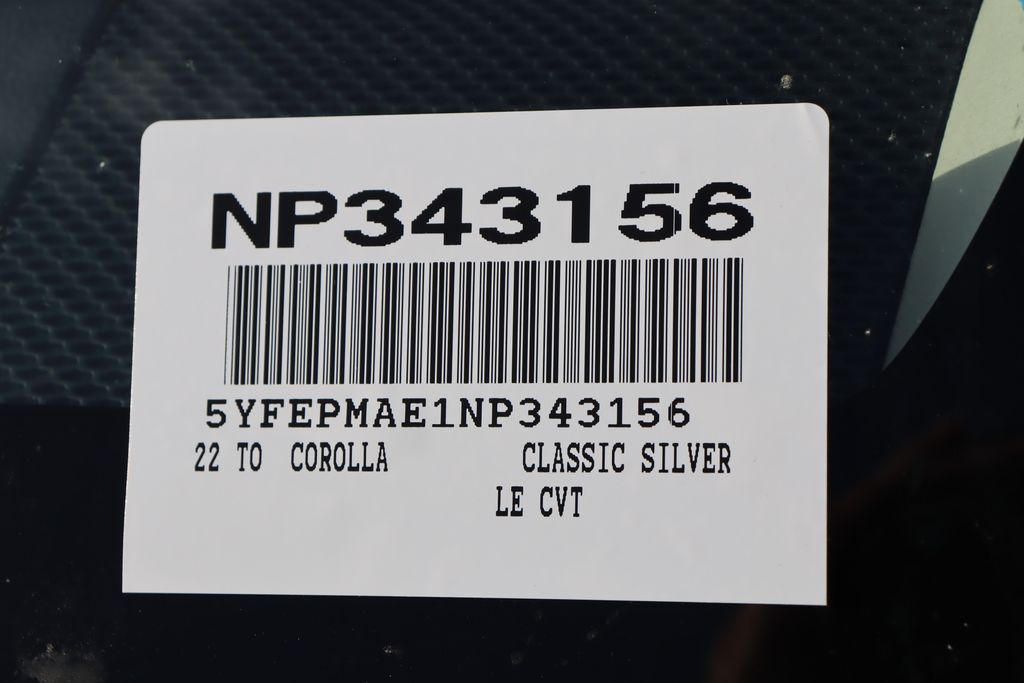 NP343156
5YFEPMAE1NP343156
22 TO COROLLA CLASSIC SILVER
LE CVT